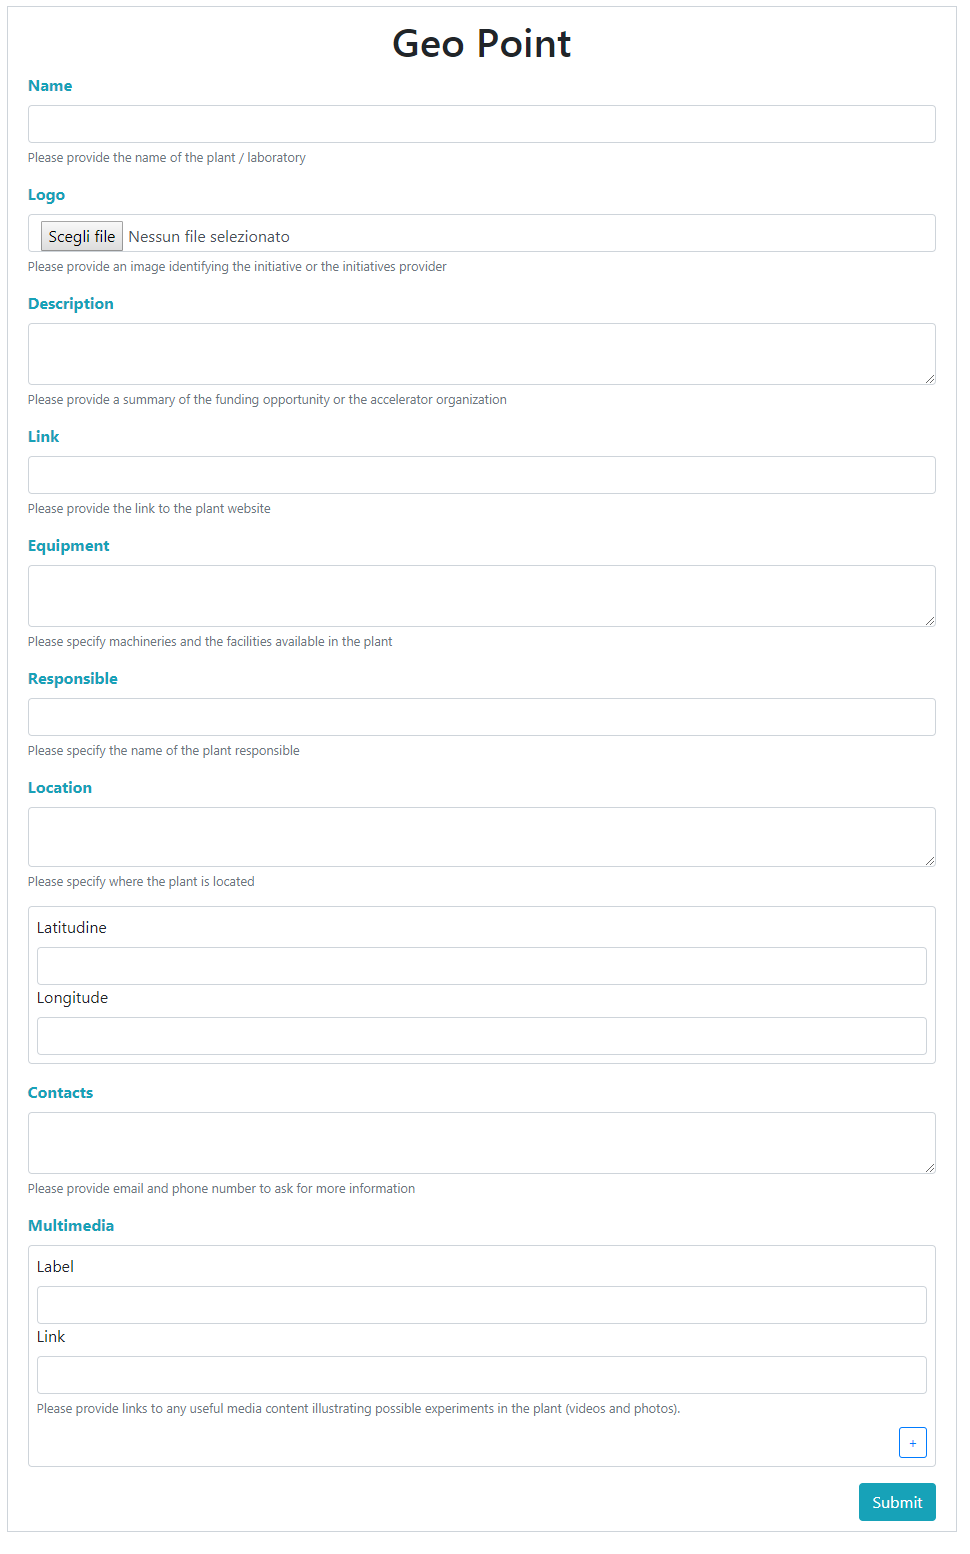 Geo Point
Name
Please provide the name of the plant / laboratory
Logo
Scegli file Nessun file selezionato
Please provide an image identifying the initiative or the initiatives provider
Description
Please provide a summary of the funding opportunity or the accelerator organization
Link
Please provide the link to the plant website
Equipment
Please specify machineries and the facilities available in the plant
Responsible
Please specify the name of the plant responsible
Location
Please specify where the plant is located
Latitudine
Longitude
Contacts
Please provide email and phone number to ask for more information
Multimedia
Label
Link
Please provide links to any useful media content illustrating possible experiments in the plant (videos and photos).
+
Submit